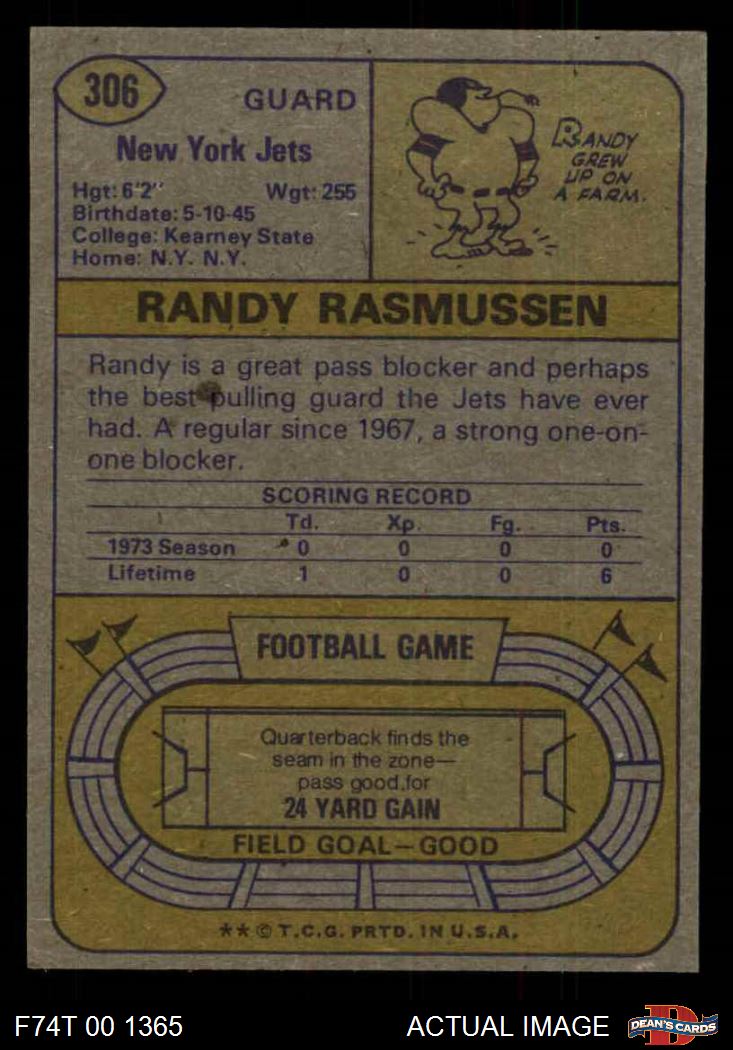 306
GUARD
New York Jets
Hgt: 6'2" Wgt: 255
Birthdate: 5-10-45
College: Kearney State
Home: N.Y. N.Y.
RANDY
GREW
UP ON
A FARM.
RANDY RASMUSSEN
Randy is a great pass blocker and perhaps
the best pulling guard the Jets have ever
had. A regular since 1967, a strong one-on-
one blocker.
SCORING RECORD
Td. Xp. Fg. Pts.
1973 Season 0 0 0 0
Lifetime 1 0 0 6
FOOTBALL GAME
Quarterback finds the
seam in the zone—
pass good for
24 YARD GAIN
FIELD GOAL—GOOD
** © T.C.G. PRTD. IN U.S.A.
F74T 00 1365 ACTUAL IMAGE DEAN'S CARDS